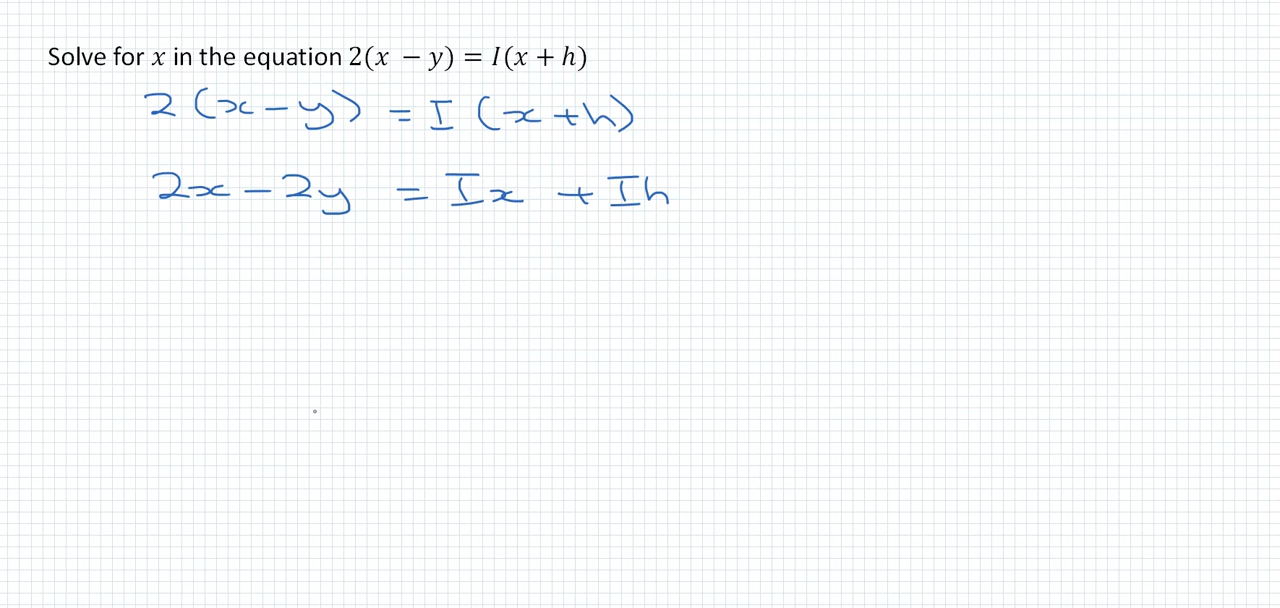 Solve for x in the equation 2(x − y) = I(x + h)
2(x−y) = I(x+h)
2x−2y = Ix + Ih